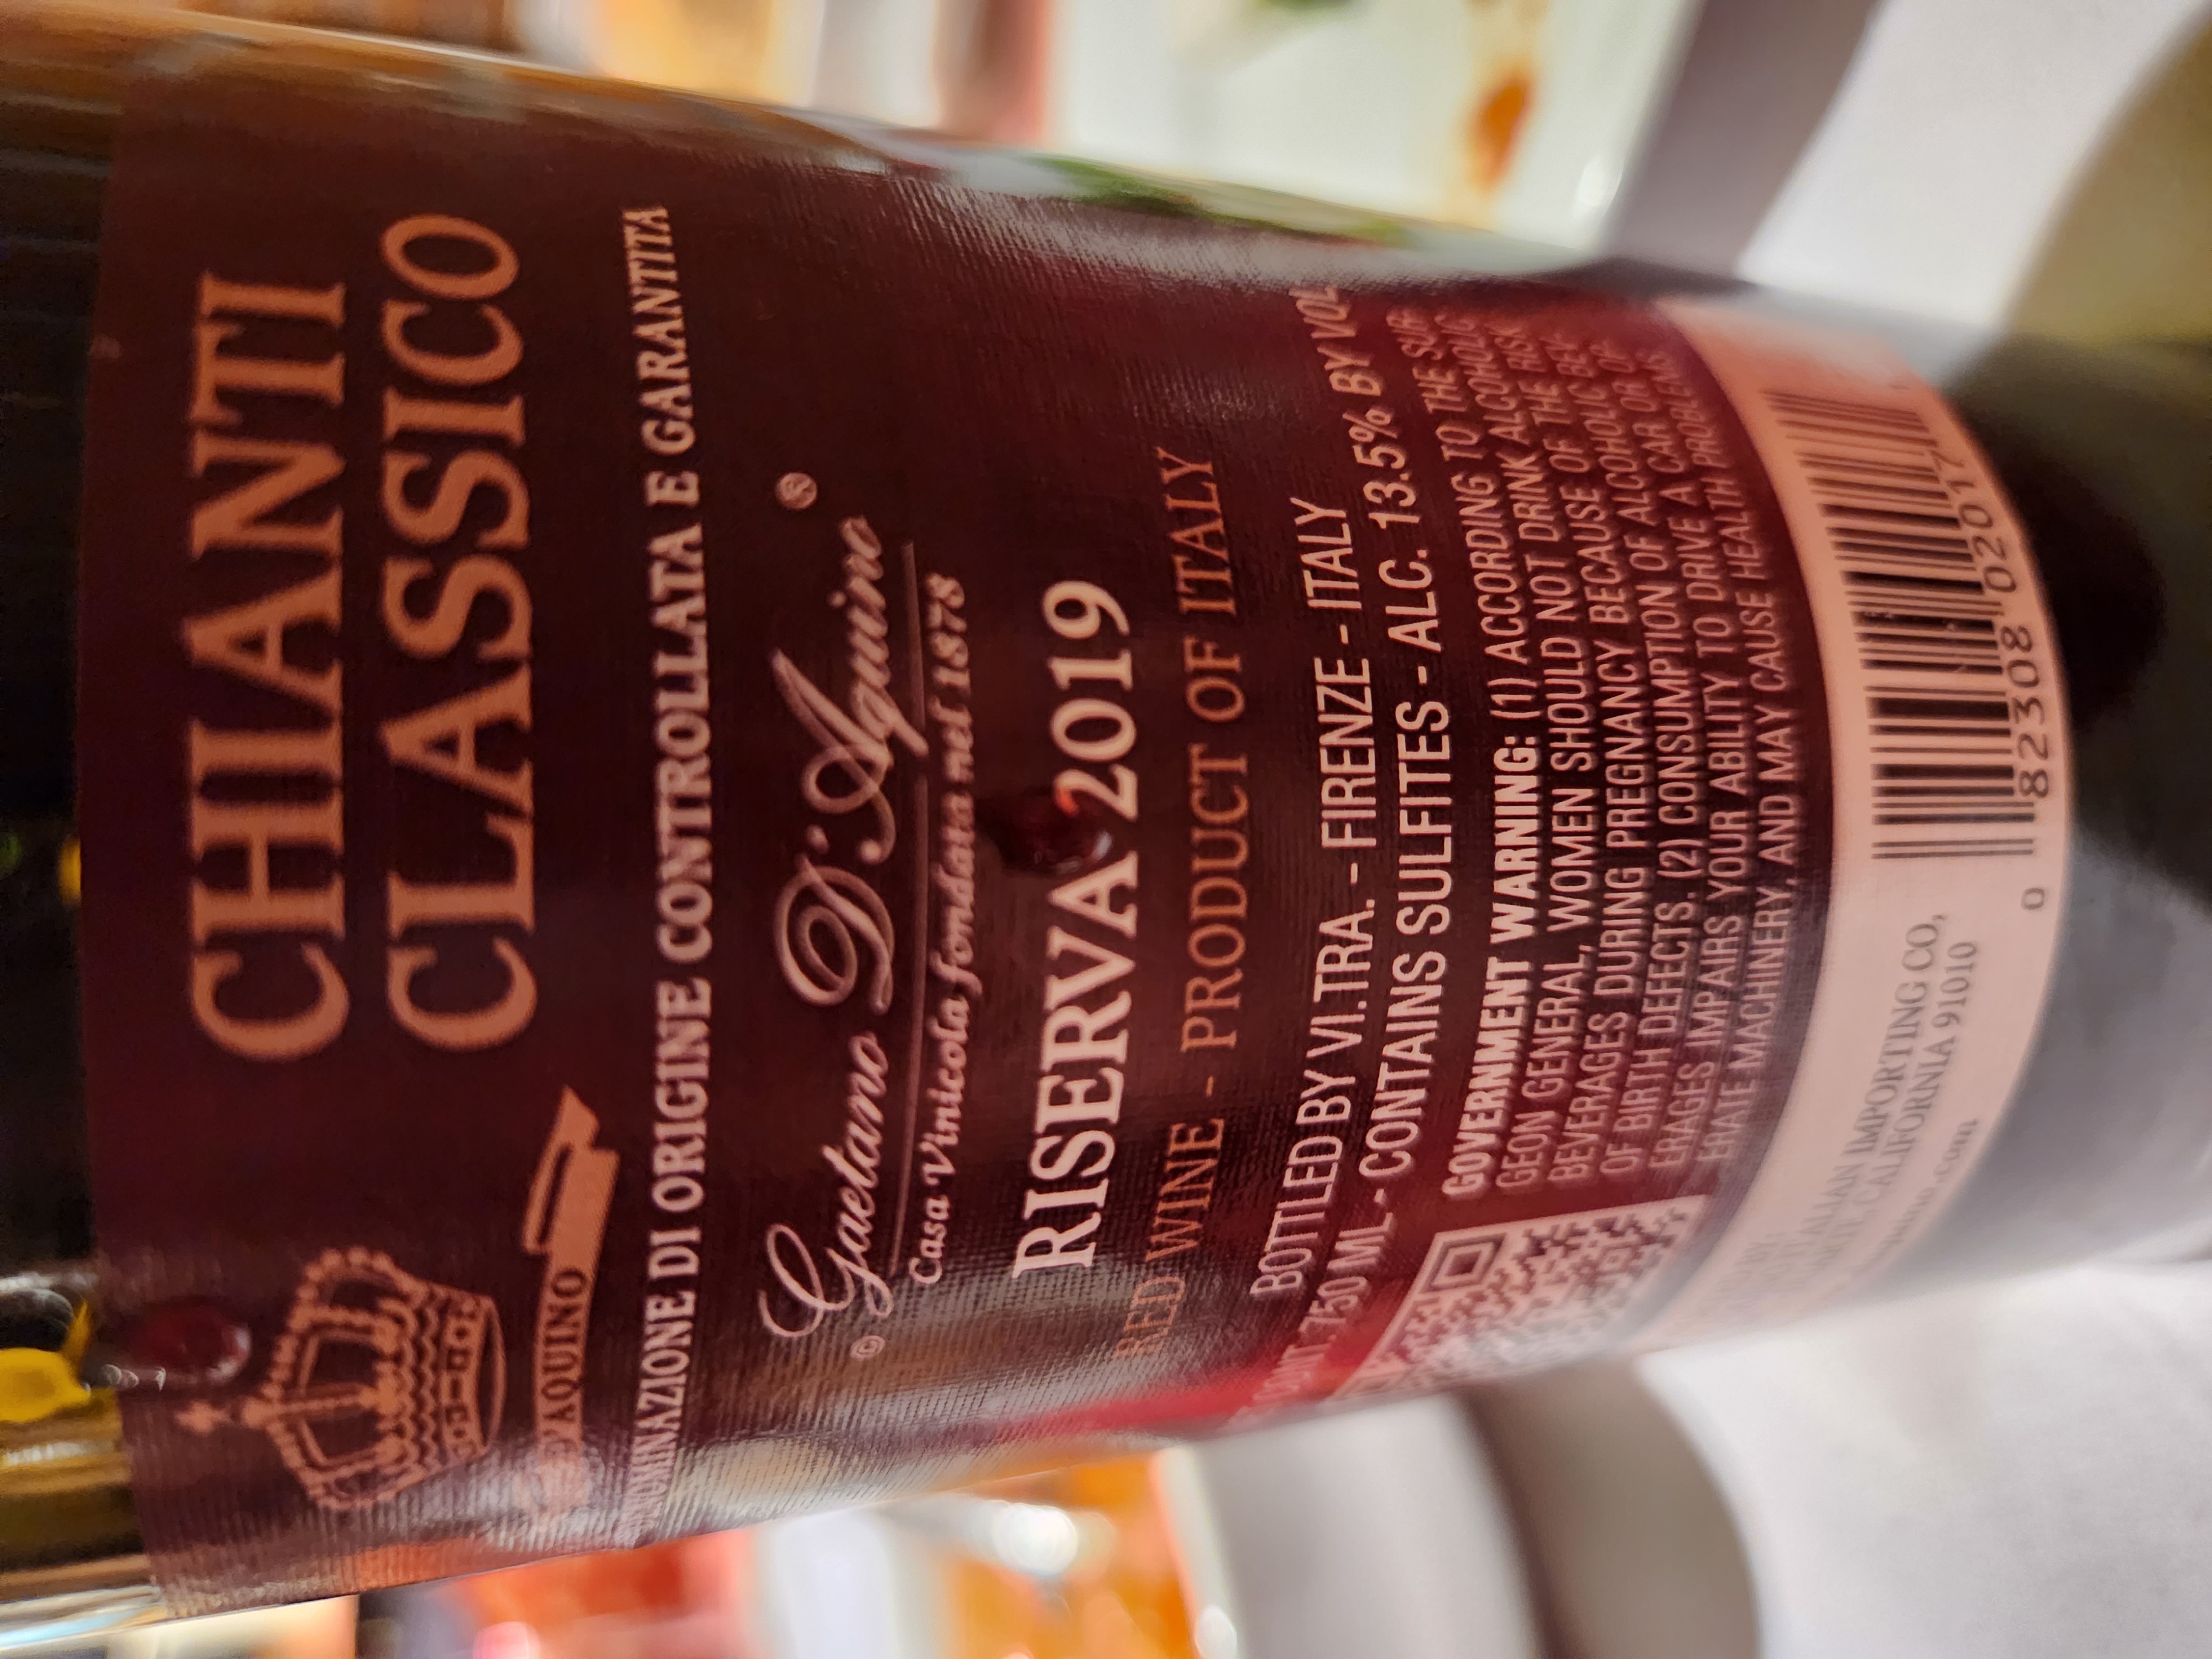 CHIANTI
CLASSICO
D'AQUINO
DENOMINAZIONE DI ORIGINE CONTROLLATA E GARANTITA
© Gaetano D'Aquino ®
Casa Vinicola fondata nel 1878
RISERVA 2019
RED WINE - PRODUCT OF ITALY
BOTTLED BY VI.TRA. - FIRENZE - ITALY
CONT. 750 ML - CONTAINS SULFITES - ALC. 13.5% BY VOL
GOVERNMENT WARNING: (1) ACCORDING TO THE SUR-
GEON GENERAL, WOMEN SHOULD NOT DRINK ALCOHOLIC
BEVERAGES DURING PREGNANCY BECAUSE OF THE RISK
OF BIRTH DEFECTS. (2) CONSUMPTION OF ALCOHOLIC BEV-
ERAGES IMPAIRS YOUR ABILITY TO DRIVE A CAR OR OP-
ERATE MACHINERY, AND MAY CAUSE HEALTH PROBLEMS.
ITALIAN IMPORTING CO,
CALIFORNIA 91010
0 82308 02017